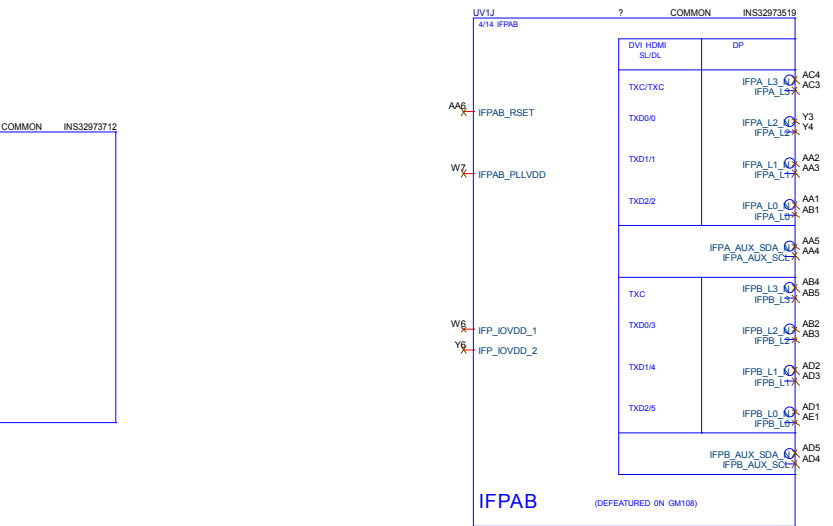 UV1J ? COMMON INS32973519
4/14 IFPAB
DVI HDMI DP
SL/DL
TXC/TXC IFPA_L3_N AC4
IFPA_L3 AC3
AA6 IFPAB_RSET
TXD0/0 IFPA_L2_N Y3
IFPA_L2 Y4
COMMON INS32973712
TXD1/1 IFPA_L1_N AA2
IFPA_L1 AA3
W7 IFPAB_PLLVDD
TXD2/2 IFPA_L0_N AA1
IFPA_L0 AB1
IFPA_AUX_SDA_N AA5
IFPA_AUX_SCL AA4
TXC IFPB_L3_N AB4
IFPB_L3 AB5
W6 IFP_IOVDD_1
TXD0/3 IFPB_L2_N AB2
IFPB_L2 AB3
Y6 IFP_IOVDD_2
TXD1/4 IFPB_L1_N AD2
IFPB_L1 AD3
TXD2/5 IFPB_L0_N AD1
IFPB_L0 AE1
IFPB_AUX_SDA_N AD5
IFPB_AUX_SCL AD4
IFPAB (DEFEATURED 0N GM108)